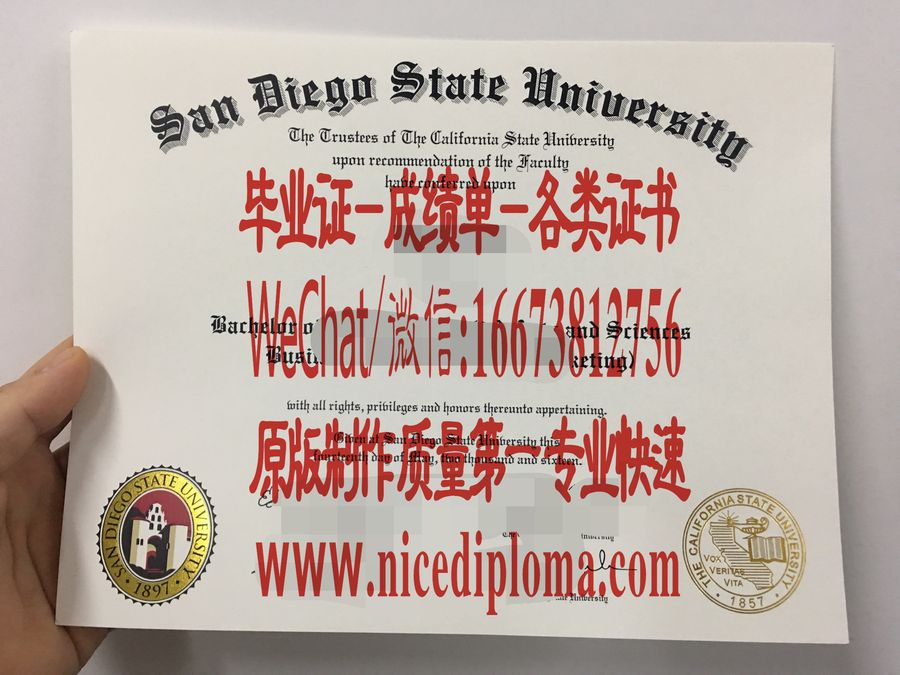 San Diego State University
The Trustees of The California State University
upon recommendation of the Faculty
have conferred upon
毕业证－成绩单－各类证书
WeChat/微信:16673812756
Bachelor and Sciences
with all rights, privileges and honors thereunto appertaining.
原版制作质量第一专业快速
Given at San Diego State University this
fourteenth day of May, two thousand and sixteen.
www.nicediploma.com
SAN DIEGO STATE UNIVERSITY
1897
THE CALIFORNIA STATE UNIVERSITY
VOX
VERITAS
VITA
1857